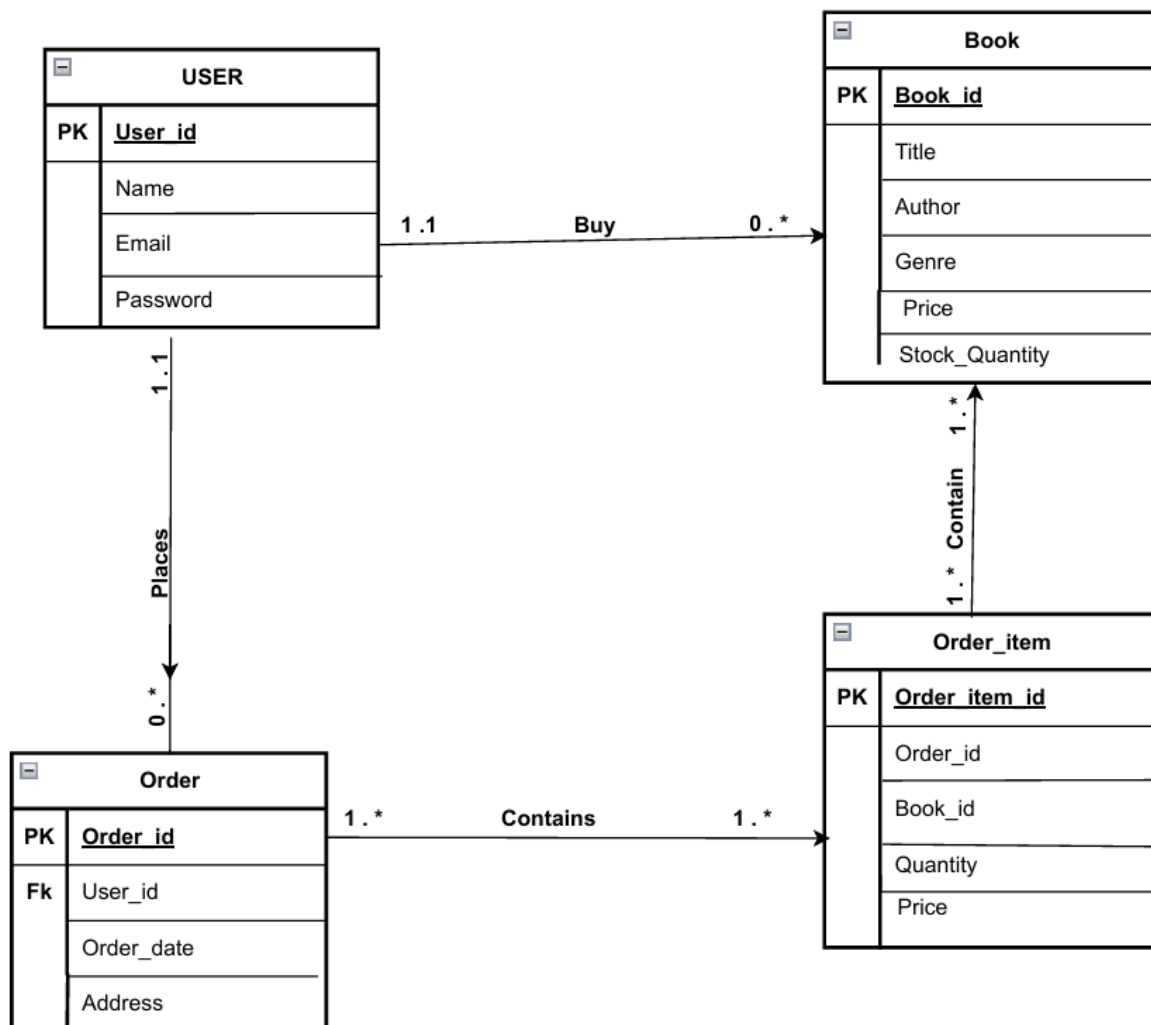 USER
PK User_id
Name
Email
Password
1 .1 Buy 0 . *
Book
PK Book_id
Title
Author
Genre
Price
Stock_Quantity
1.1
Places
0 . *
1 . *
Contain
1 . *
Order
PK Order_id
Fk User_id
Order_date
Address
1 . * Contains 1 . *
Order_item
PK Order_item_id
Order_id
Book_id
Quantity
Price